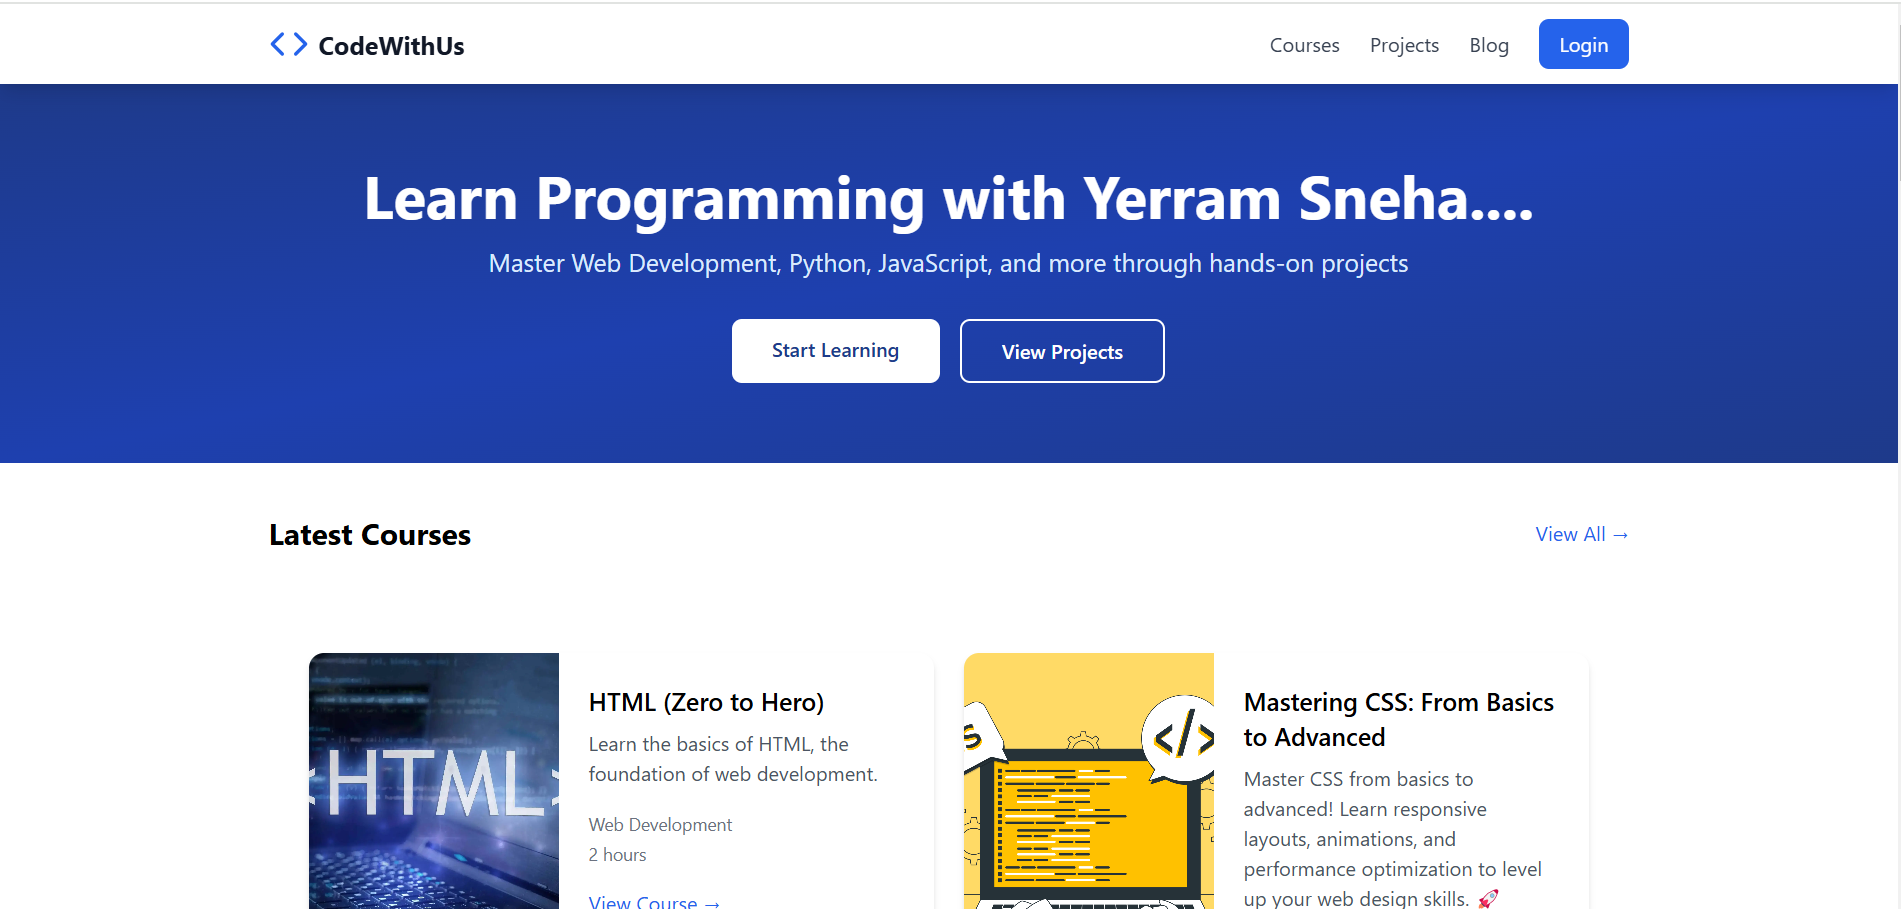 CodeWithUs
Courses
Projects
Blog
Login
Learn Programming with Yerram Sneha....
Master Web Development, Python, JavaScript, and more through hands-on projects
Start Learning
View Projects
Latest Courses
View All →
<HTML>
HTML (Zero to Hero)
Learn the basics of HTML, the
foundation of web development.
Web Development
2 hours
View Course →
S
</>
Mastering CSS: From Basics
to Advanced
Master CSS from basics to
advanced! Learn responsive
layouts, animations, and
performance optimization to level
up your web design skills. 🚀